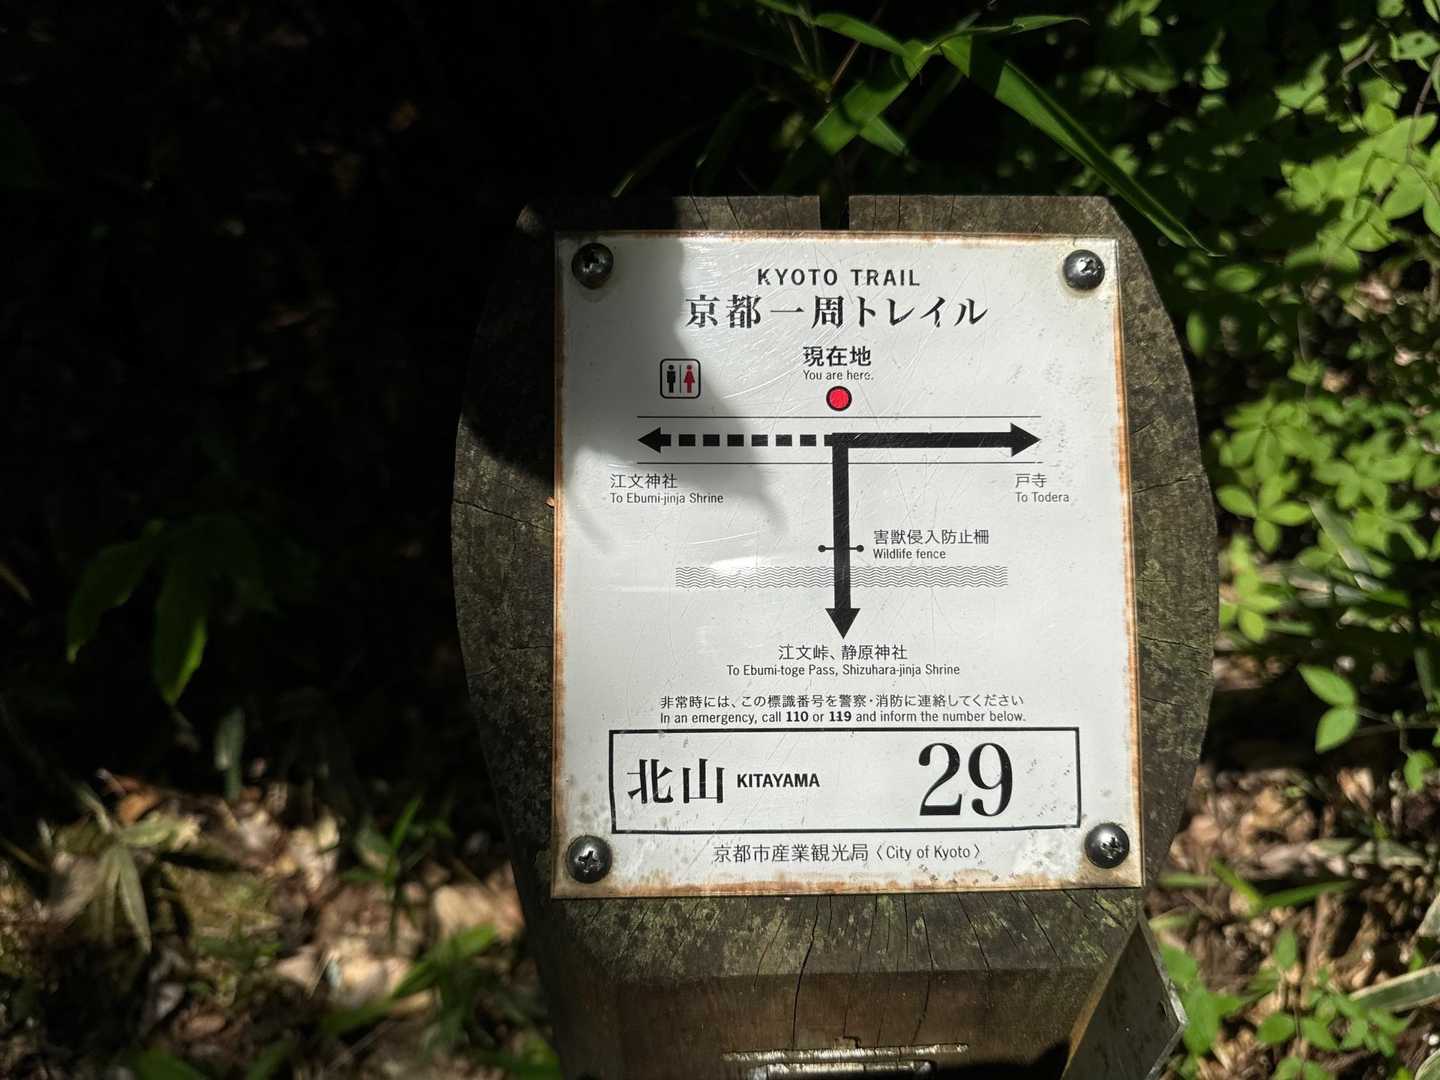 KYOTO TRAIL
京都一周トレイル
現在地
You are here.
江文神社
To Ebumi-jinja Shrine
戸寺
To Todera
害獣侵入防止柵
Wildlife fence
江文峠、静原神社
To Ebumi-toge Pass, Shizuhara-jinja Shrine
非常時には、この標識番号を警察・消防に連絡してください
In an emergency, call 110 or 119 and inform the number below.
北山 KITAYAMA 29
京都市産業観光局〈City of Kyoto〉